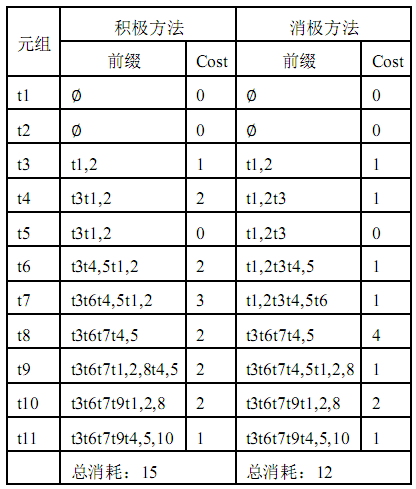 元组 积极方法 消极方法
前缀 Cost 前缀 Cost
t1 ∅ 0 ∅ 0
t2 ∅ 0 ∅ 0
t3 t1,2 1 t1,2 1
t4 t3t1,2 2 t1,2t3 1
t5 t3t1,2 0 t1,2t3 0
t6 t3t4,5t1,2 2 t1,2t3t4,5 1
t7 t3t6t4,5t1,2 3 t1,2t3t4,5t6 1
t8 t3t6t7t4,5 2 t3t6t7t4,5 4
t9 t3t6t7t1,2,8t4,5 2 t3t6t7t4,5t1,2,8 1
t10 t3t6t7t9t1,2,8 2 t3t6t7t9t1,2,8 2
t11 t3t6t7t9t4,5,10 1 t3t6t7t9t4,5,10 1
总消耗：15 总消耗：12